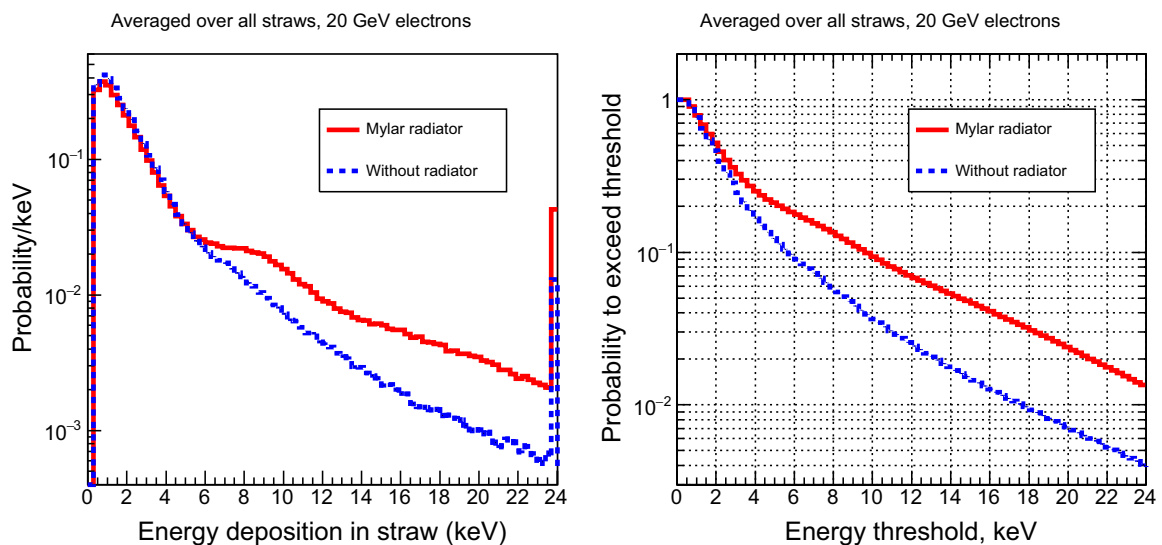 Averaged over all straws, 20 GeV electrons
Probability/keV
10⁻¹
10⁻²
10⁻³
Mylar radiator
Without radiator
0 2 4 6 8 10 12 14 16 18 20 22 24
Energy deposition in straw (keV)
Averaged over all straws, 20 GeV electrons
Probability to exceed threshold
1
10⁻¹
10⁻²
Mylar radiator
Without radiator
0 2 4 6 8 10 12 14 16 18 20 22 24
Energy threshold, keV